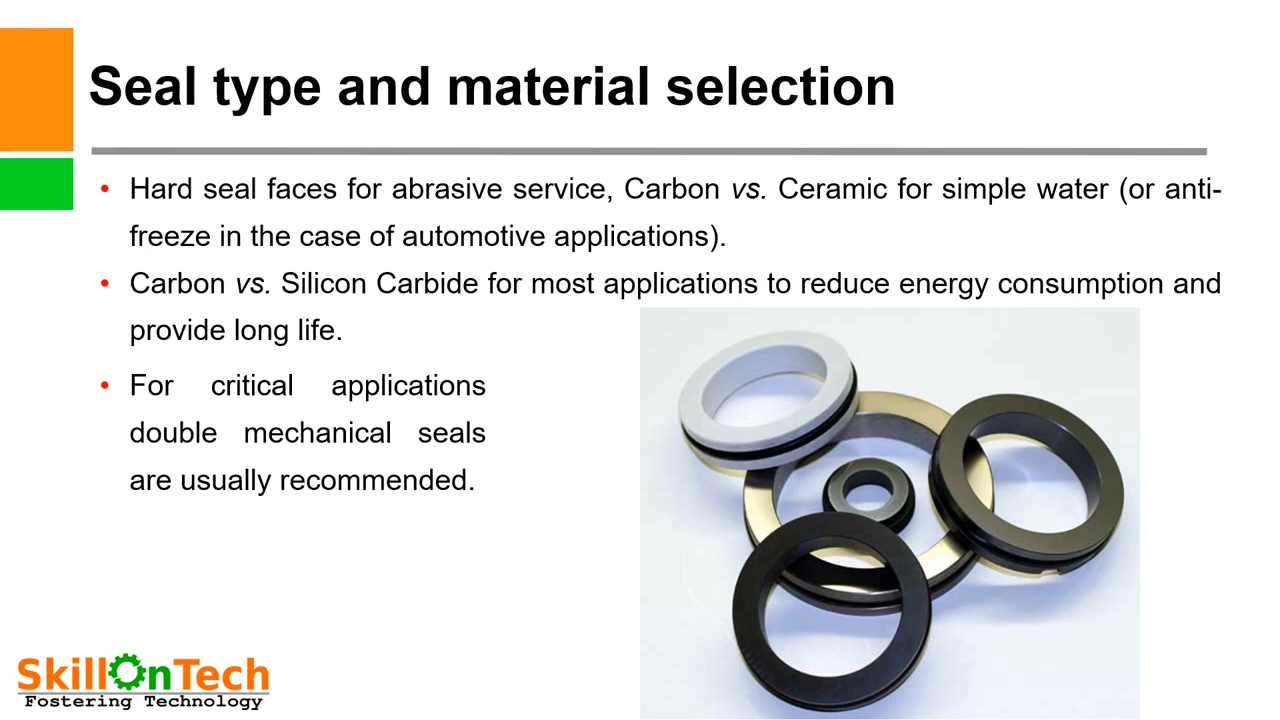 Seal type and material selection
• Hard seal faces for abrasive service, Carbon vs. Ceramic for simple water (or anti-
freeze in the case of automotive applications).
• Carbon vs. Silicon Carbide for most applications to reduce energy consumption and
provide long life.
• For critical applications
double mechanical seals
are usually recommended.
SkillOnTech
Fostering Technology